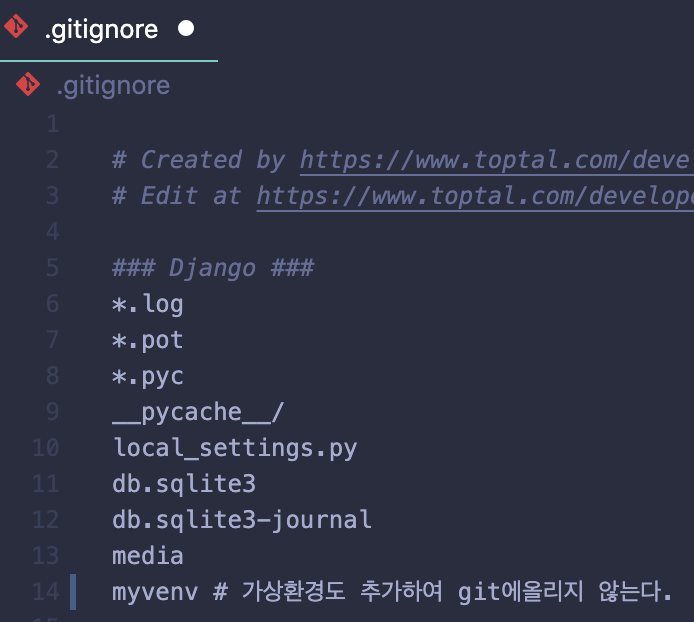 .gitignore
.gitignore
1
2 # Created by https://www.toptal.com/deve
3 # Edit at https://www.toptal.com/develop
4
5 ### Django ###
6 *.log
7 *.pot
8 *.pyc
9 __pycache__/
10 local_settings.py
11 db.sqlite3
12 db.sqlite3-journal
13 media
14 myvenv # 가상환경도 추가하여 git에올리지 않는다.